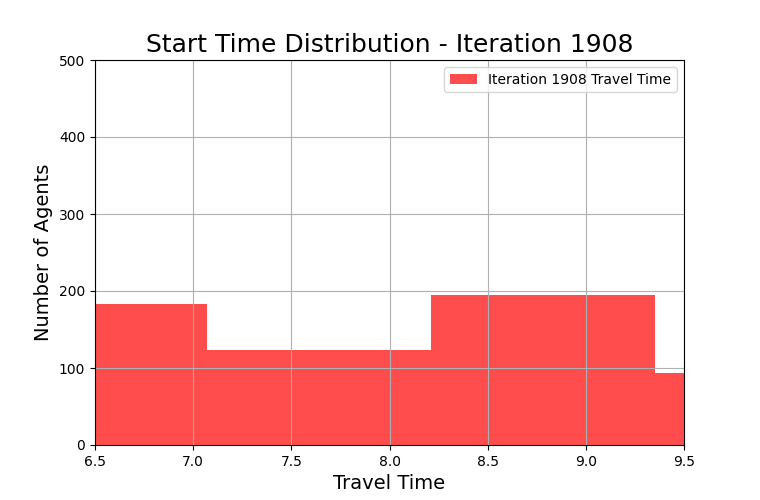 Start Time Distribution - Iteration 1908
Iteration 1908 Travel Time
Number of Agents
500
400
300
200
100
0
6.5 7.0 7.5 8.0 8.5 9.0 9.5
Travel Time